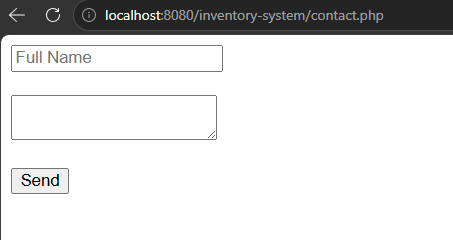 localhost:8080/inventory-system/contact.php
Full Name
Send